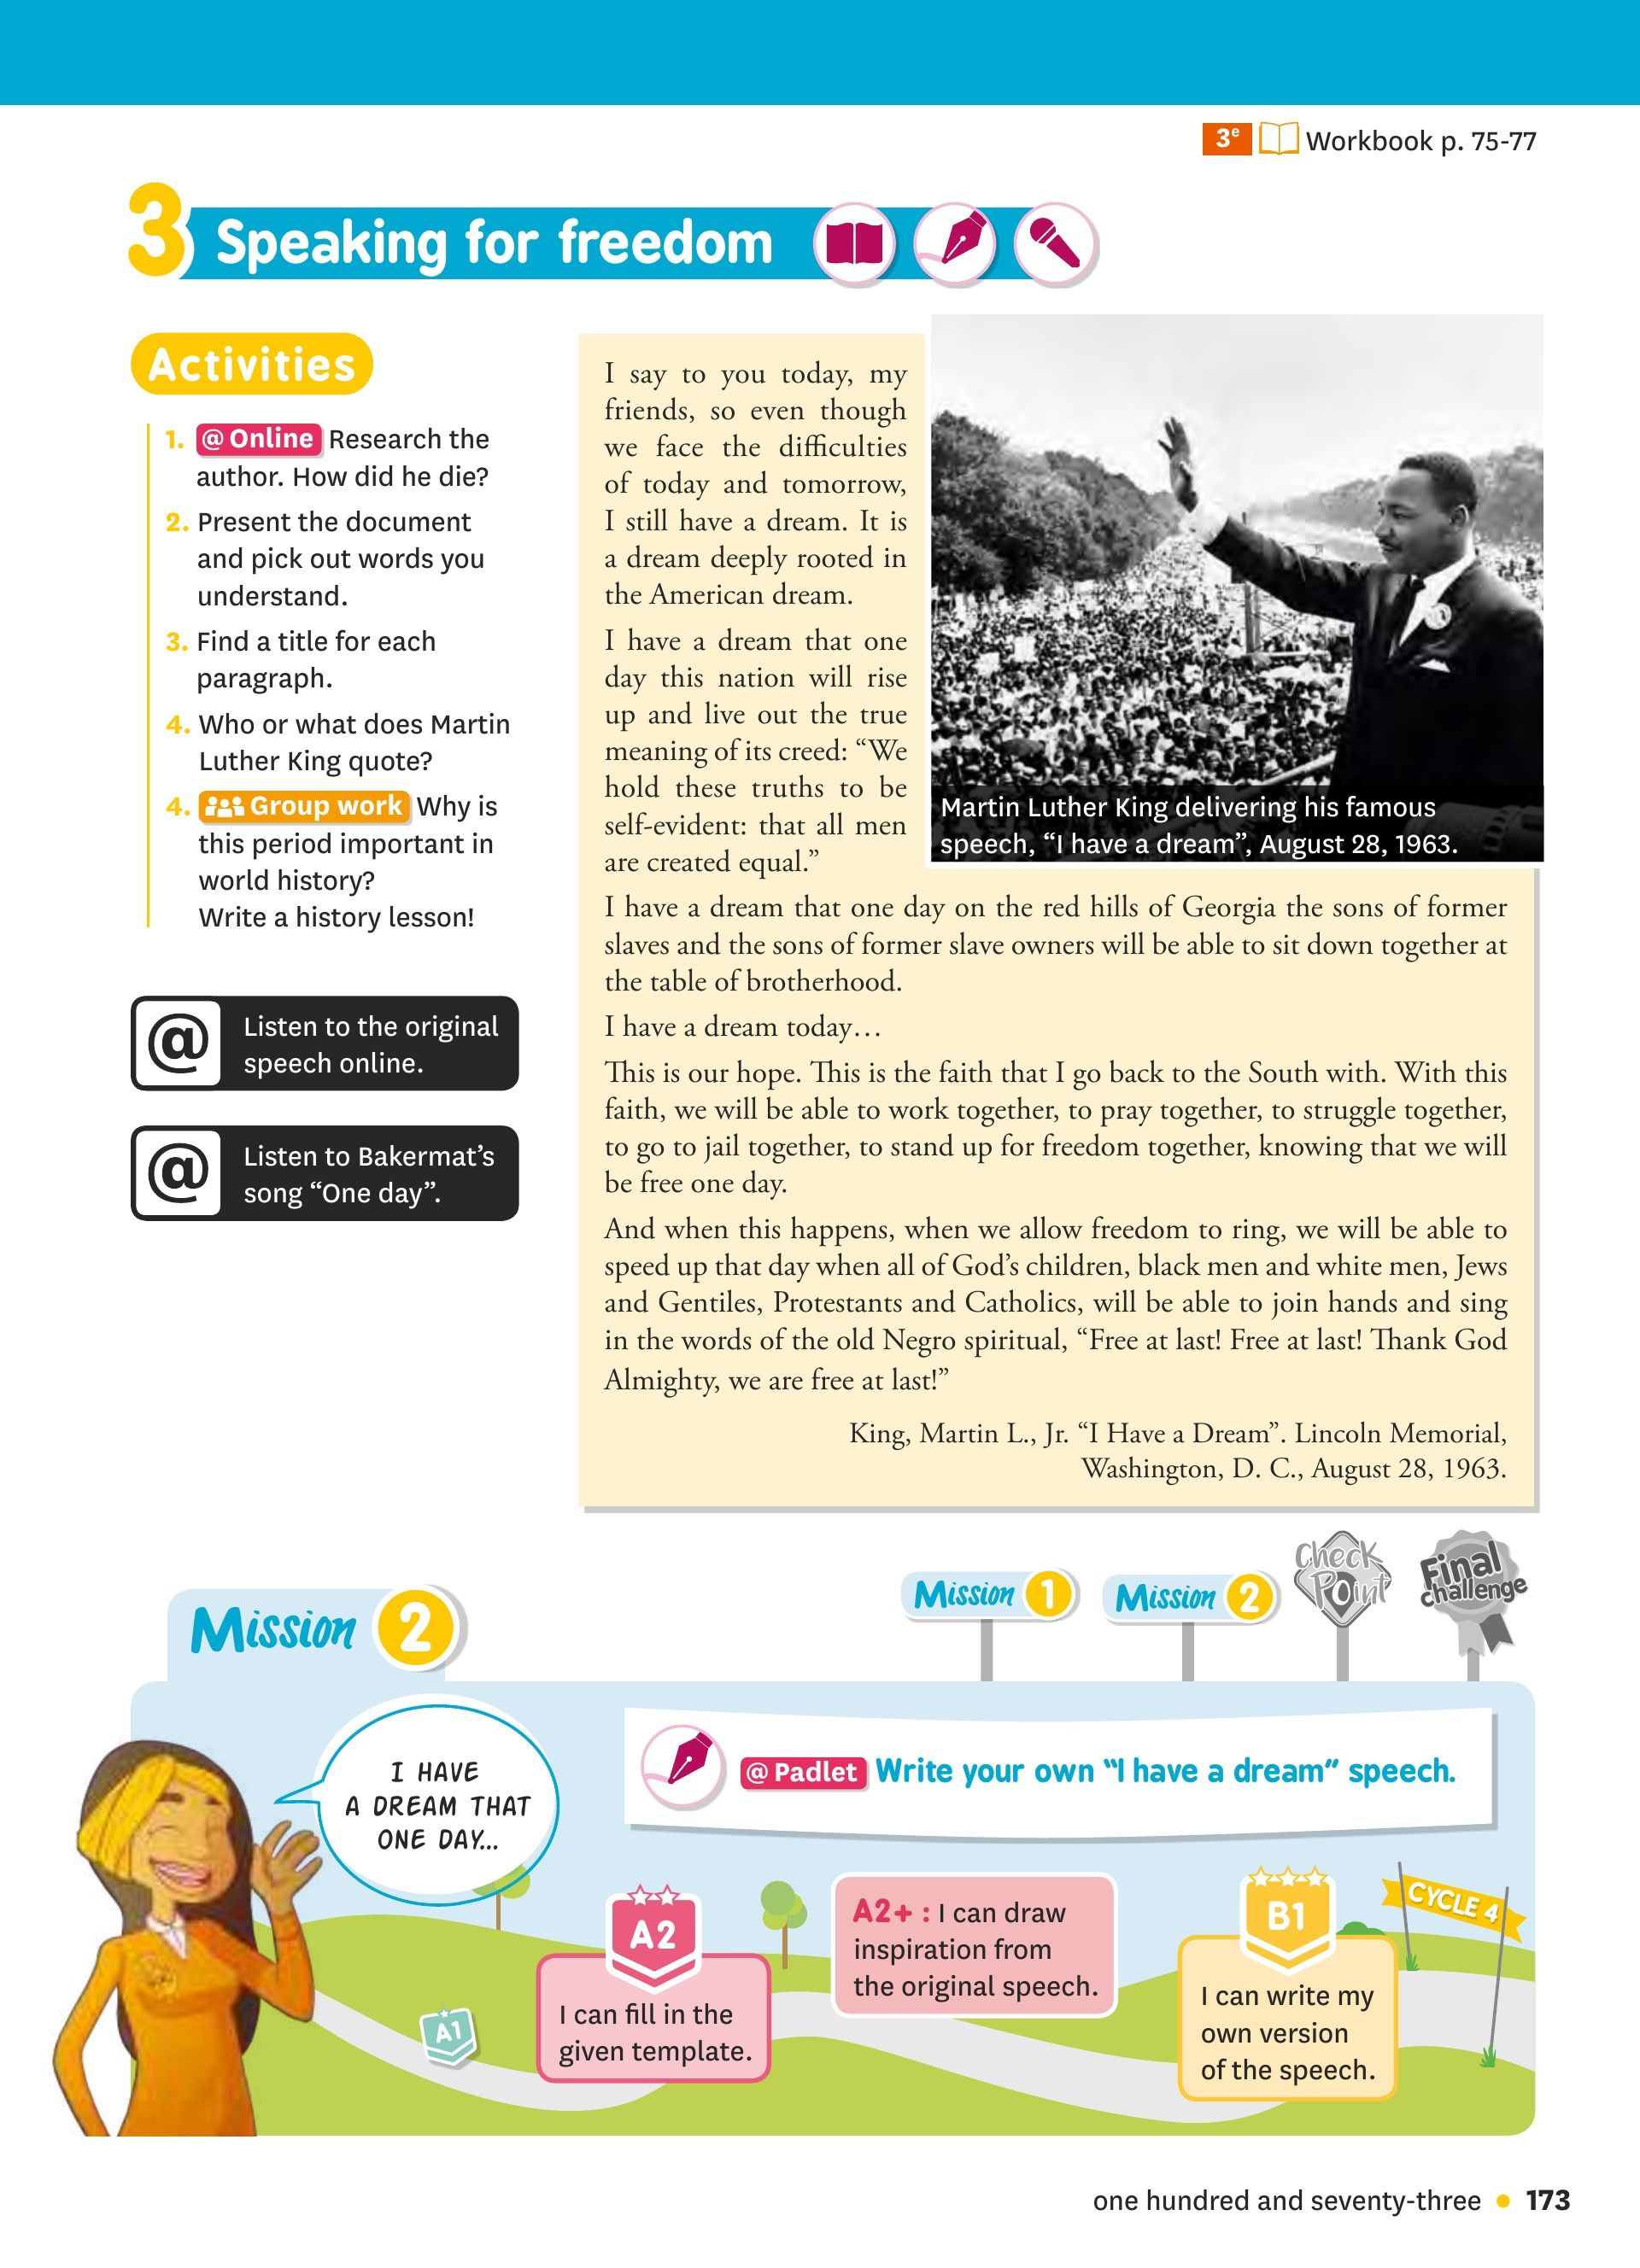 3e Workbook p. 75-77
3 Speaking for freedom
Activities
1. @ Online Research the
author. How did he die?
2. Present the document
and pick out words you
understand.
3. Find a title for each
paragraph.
4. Who or what does Martin
Luther King quote?
4. Group work Why is
this period important in
world history?
Write a history lesson!
@ Listen to the original
speech online.
@ Listen to Bakermat's
song “One day”.
I say to you today, my
friends, so even though
we face the difficulties
of today and tomorrow,
I still have a dream. It is
a dream deeply rooted in
the American dream.
I have a dream that one
day this nation will rise
up and live out the true
meaning of its creed: “We
hold these truths to be
self-evident: that all men
are created equal.”
Martin Luther King delivering his famous
speech, “I have a dream”, August 28, 1963.
I have a dream that one day on the red hills of Georgia the sons of former
slaves and the sons of former slave owners will be able to sit down together at
the table of brotherhood.
I have a dream today…
This is our hope. This is the faith that I go back to the South with. With this
faith, we will be able to work together, to pray together, to struggle together,
to go to jail together, to stand up for freedom together, knowing that we will
be free one day.
And when this happens, when we allow freedom to ring, we will be able to
speed up that day when all of God's children, black men and white men, Jews
and Gentiles, Protestants and Catholics, will be able to join hands and sing
in the words of the old Negro spiritual, “Free at last! Free at last! Thank God
Almighty, we are free at last!”
King, Martin L., Jr. “I Have a Dream”. Lincoln Memorial,
Washington, D. C., August 28, 1963.
Mission 1
Mission 2
Check
Point
Final
Challenge
Mission 2
I HAVE
A DREAM THAT
ONE DAY...
@ Padlet Write your own “I have a dream” speech.
A1
A2
I can fill in the
given template.
A2+ : I can draw
inspiration from
the original speech.
B1
I can write my
own version
of the speech.
CYCLE 4
one hundred and seventy-three • 173